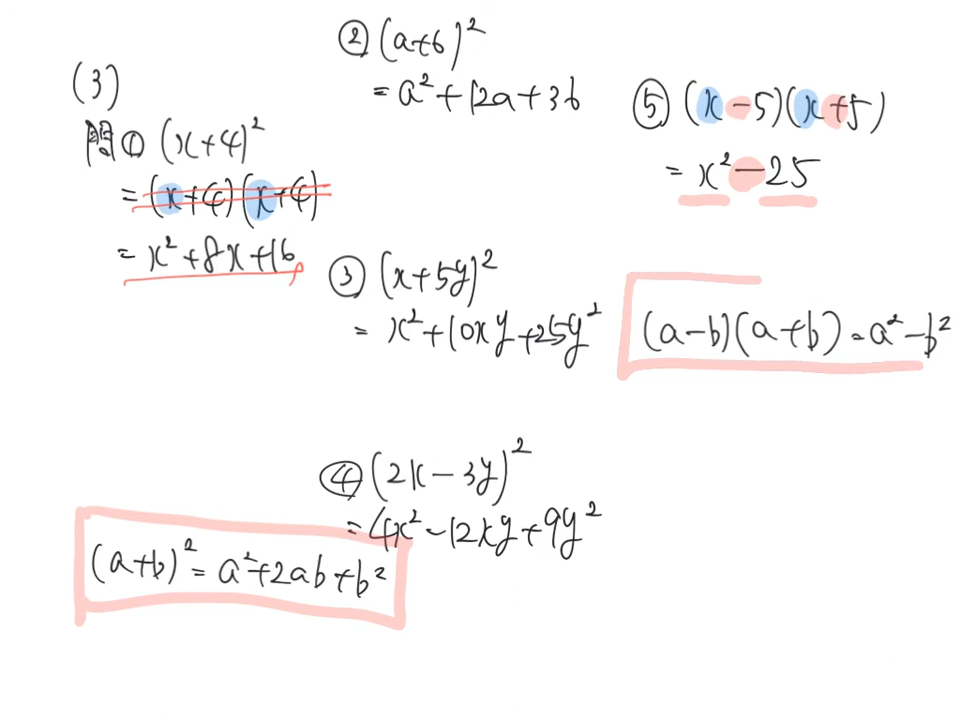 (3)
問① (x+4)²
= (x+4)(x+4)
= x²+8x+16
② (a+6)²
= a²+12a+36
③ (x+5y)²
= x²+10xy+25y²
④ (2x-3y)²
= 4x²-12xy+9y²
(a+b)² = a²+2ab+b²
⑤ (x-5)(x+5)
= x²-25
(a-b)(a+b) = a²-b²